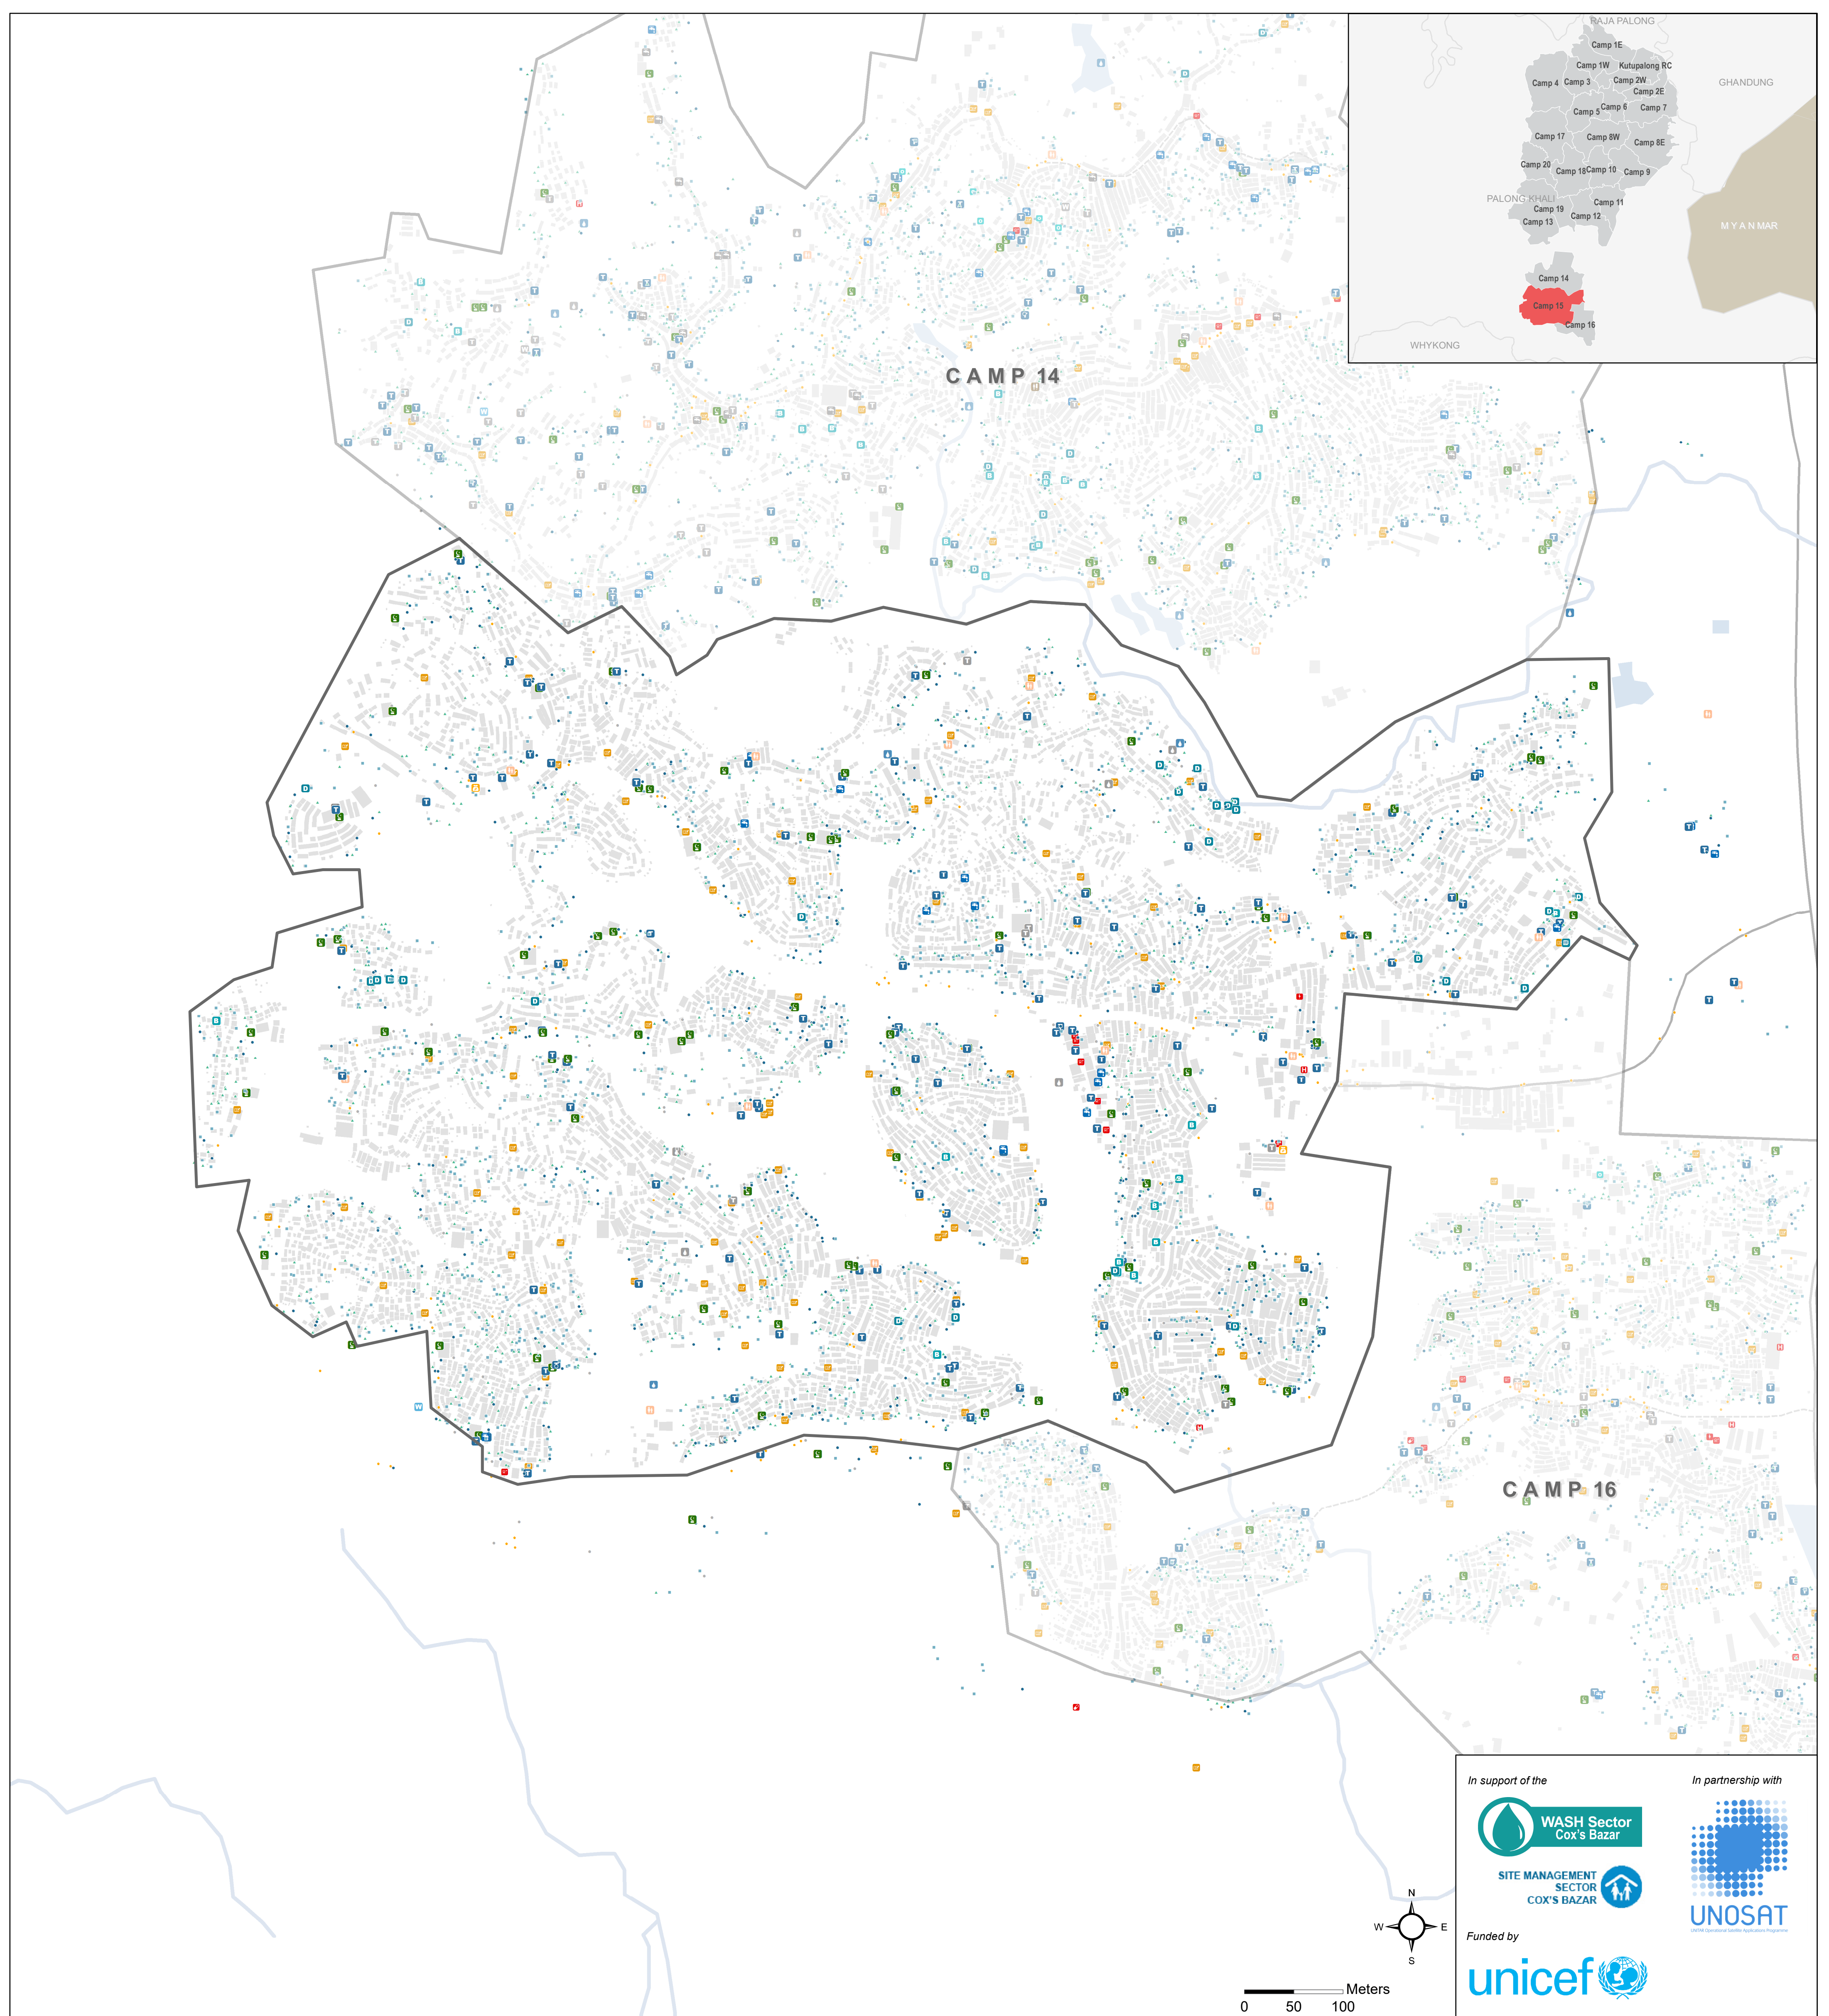 RAJA PALONG
Camp 1E
Camp 1W
Kutupalong RC
Camp 4
Camp 3
Camp 2W
GHANDUNG
Camp 2E
Camp 5
Camp 6
Camp 7
Camp 17
Camp 8W
Camp 8E
Camp 20
Camp 18
Camp 10
Camp 9
PALONG KHALI
Camp 19
Camp 11
Camp 13
Camp 12
MYANMAR
Camp 14
Camp 15
Camp 16
WHYKONG
CAMP 14
CAMP 16
In support of the
In partnership with
WASH Sector
Cox's Bazar
SITE MANAGEMENT
SECTOR
COX'S BAZAR
UNOSAT
Funded by
unicef
N
W
E
S
Meters
0 50 100